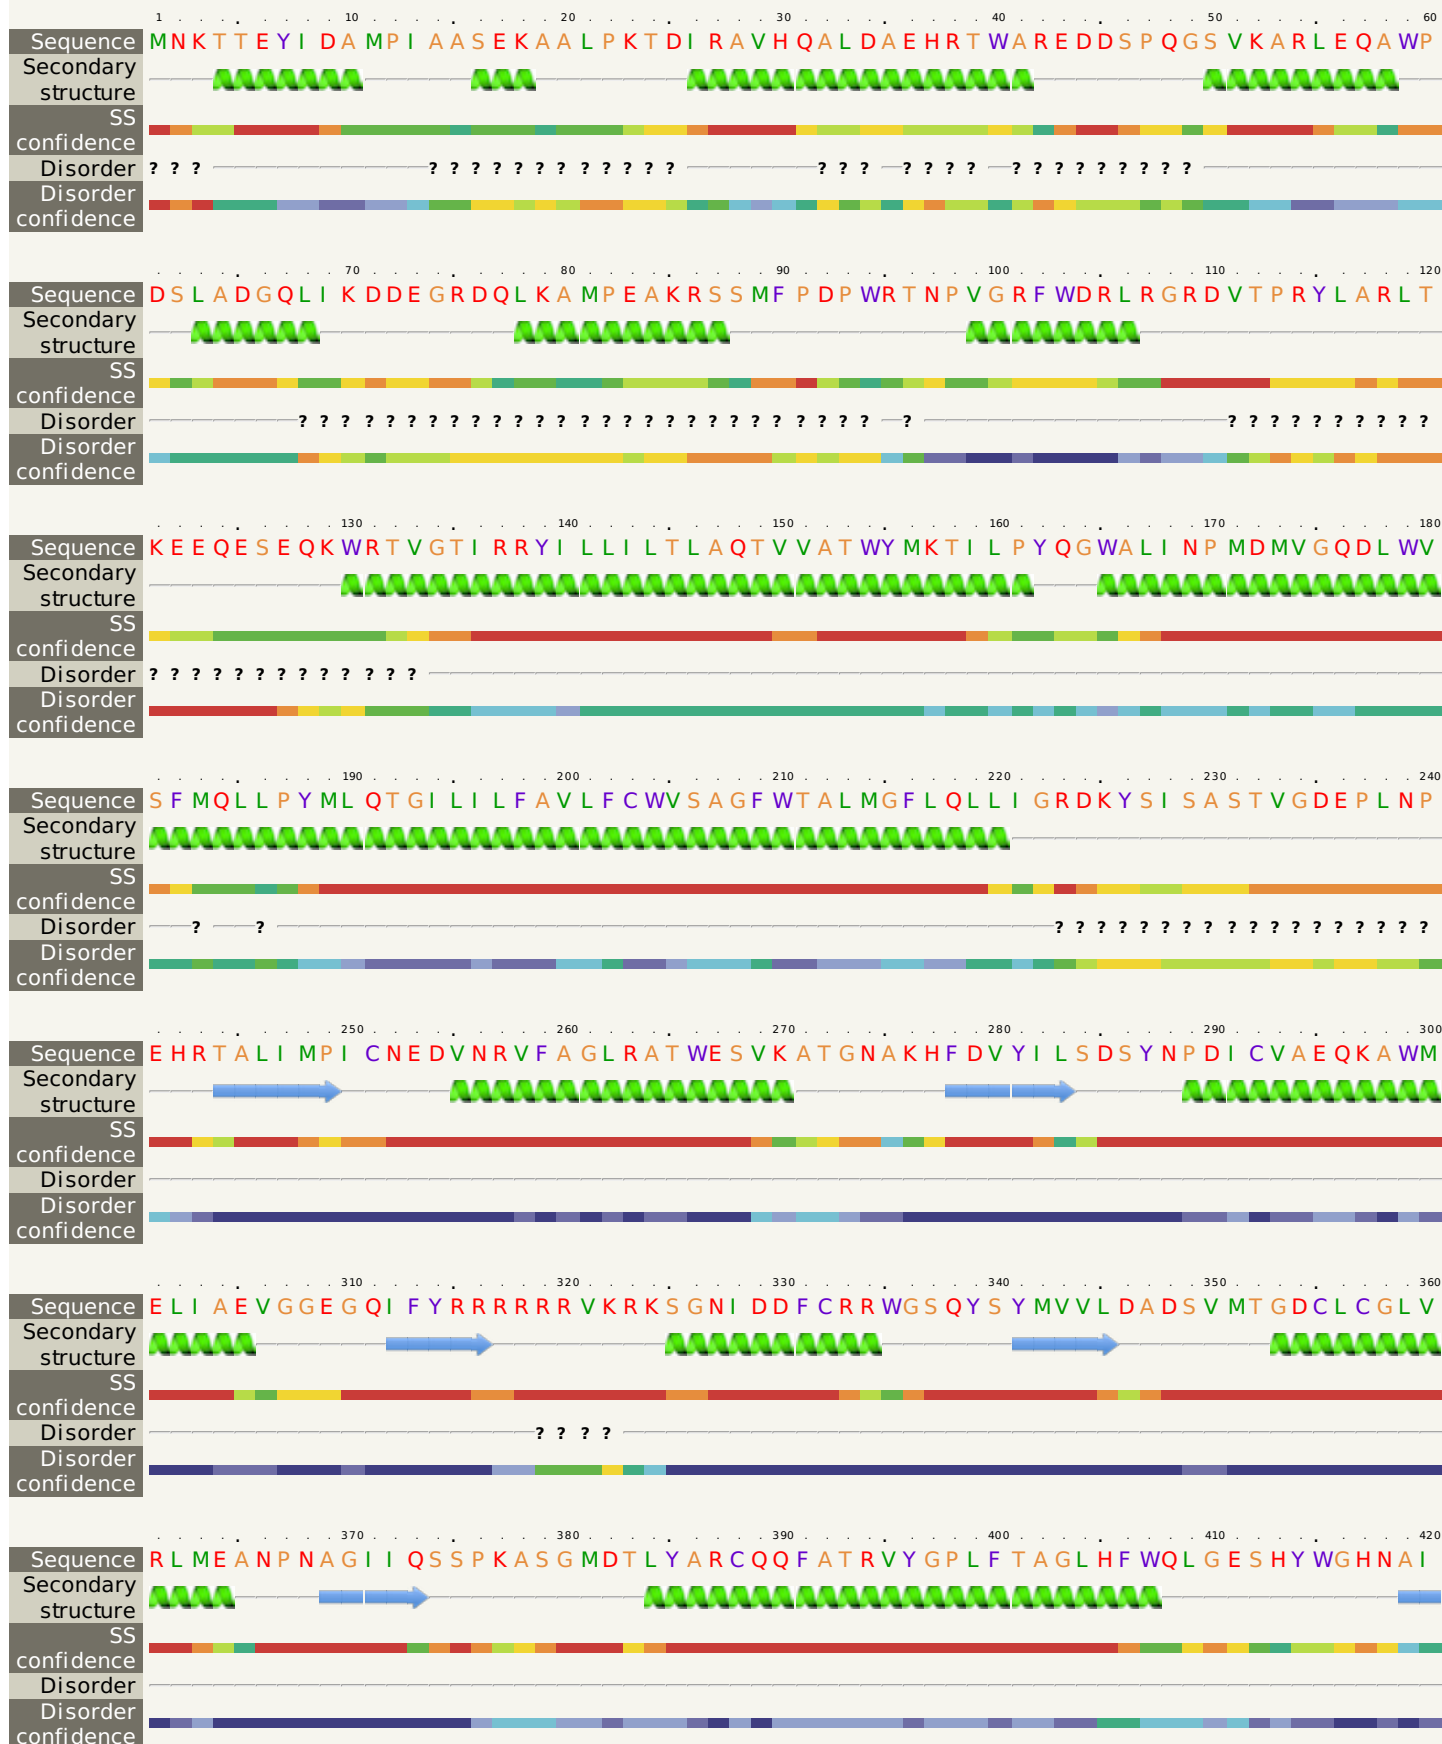 1 10 20 30 40 50 60
Sequence MNKTTEYIDAMPIAASEKAALPKTDIRAVHQALDAEHRTWAREDDSPQGSVKARLEQAWP
Secondary
structure
SS
confidence
Disorder ? ? ? ? ? ? ? ? ? ? ? ? ? ? ? ? ? ? ? ? ? ? ? ? ? ? ? ? ? ? ?
Disorder
confidence
70 80 90 100 110 120
Sequence DSLADGQLIKDDEGRDQLKAMPEAKRSSMFPDPWRTNPVGRFWDRLRGRDVTPRYLARLT
Secondary
structure
SS
confidence
Disorder ? ? ? ? ? ? ? ? ? ? ? ? ? ? ? ? ? ? ? ? ? ? ? ? ? ? ? ? ? ? ? ? ? ? ? ? ? ?
Disorder
confidence
130 140 150 160 170 180
Sequence KEEQESEQKWRTVGTIRRYILLILTLAQTVVATWYMKTILPYQGWALINPMDMVGQDLWV
Secondary
structure
SS
confidence
Disorder ? ? ? ? ? ? ? ? ? ? ? ? ?
Disorder
confidence
190 200 210 220 230 240
Sequence SFMQLLPYMLQTGILILFAVLFCWVSAGFWTALMGFLQLLIGRDKYSISASTVGDEPLNP
Secondary
structure
SS
confidence
Disorder ? ? ? ? ? ? ? ? ? ? ? ? ? ? ? ? ? ? ? ?
Disorder
confidence
250 260 270 280 290 300
Sequence EHRTALIMPICNEDVNRVFAGLRATWESVKATGNAKHFDVYILSDSYNPDICVAEQKAWM
Secondary
structure
SS
confidence
Disorder
Disorder
confidence
310 320 330 340 350 360
Sequence ELIAEVGGEGQIFYRRRRRRVKRKSGNIDDFCRRWGSQYSYMVVLDADSVMTGDCLCGLV
Secondary
structure
SS
confidence
Disorder ? ? ? ?
Disorder
confidence
370 380 390 400 410 420
Sequence RLMEANPNAGIIQSSPKASGMDTLYARCQQFATRVYGPLFTAGLHFWQLGESHYWGHNAI
Secondary
structure
SS
confidence
Disorder
Disorder
confidence